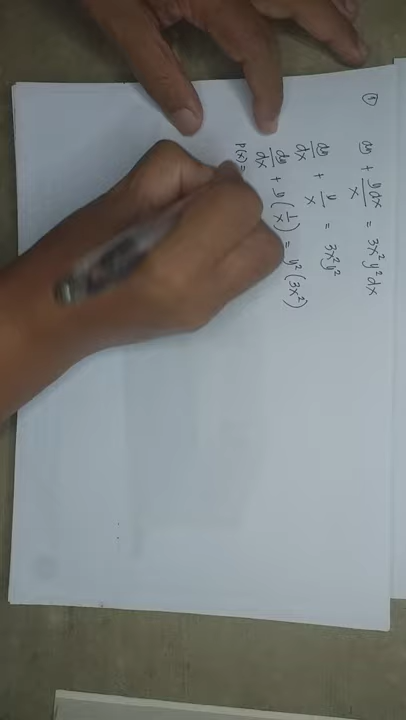 ① dy + y dx / x = 3x² y² dx
dy/dx + y/x = 3x² y²
dy/dx + y (1/x) = y² (3x²)
P(x) =